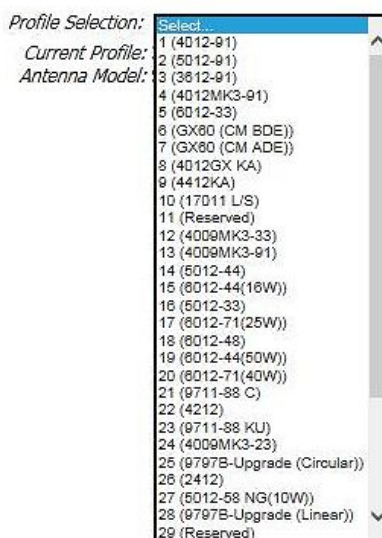 Profile Selection:
Select...
Current Profile:
Antenna Model:
1 (4012-91)
2 (5012-91)
3 (3612-91)
4 (4012MK3-91)
5 (6012-33)
6 (GX60 (CM BDE))
7 (GX60 (CM ADE))
8 (4012GX KA)
9 (4412KA)
10 (17011 L/S)
11 (Reserved)
12 (4009MK3-33)
13 (4009MK3-91)
14 (5012-44)
15 (6012-44(16W))
16 (5012-33)
17 (6012-71(25W))
18 (6012-48)
19 (6012-44(50W))
20 (6012-71(40W))
21 (9711-88 C)
22 (4212)
23 (9711-88 KU)
24 (4009MK3-23)
25 (9797B-Upgrade (Circular))
26 (2412)
27 (5012-58 NG(10W))
28 (9797B-Upgrade (Linear))
29 (Reserved)